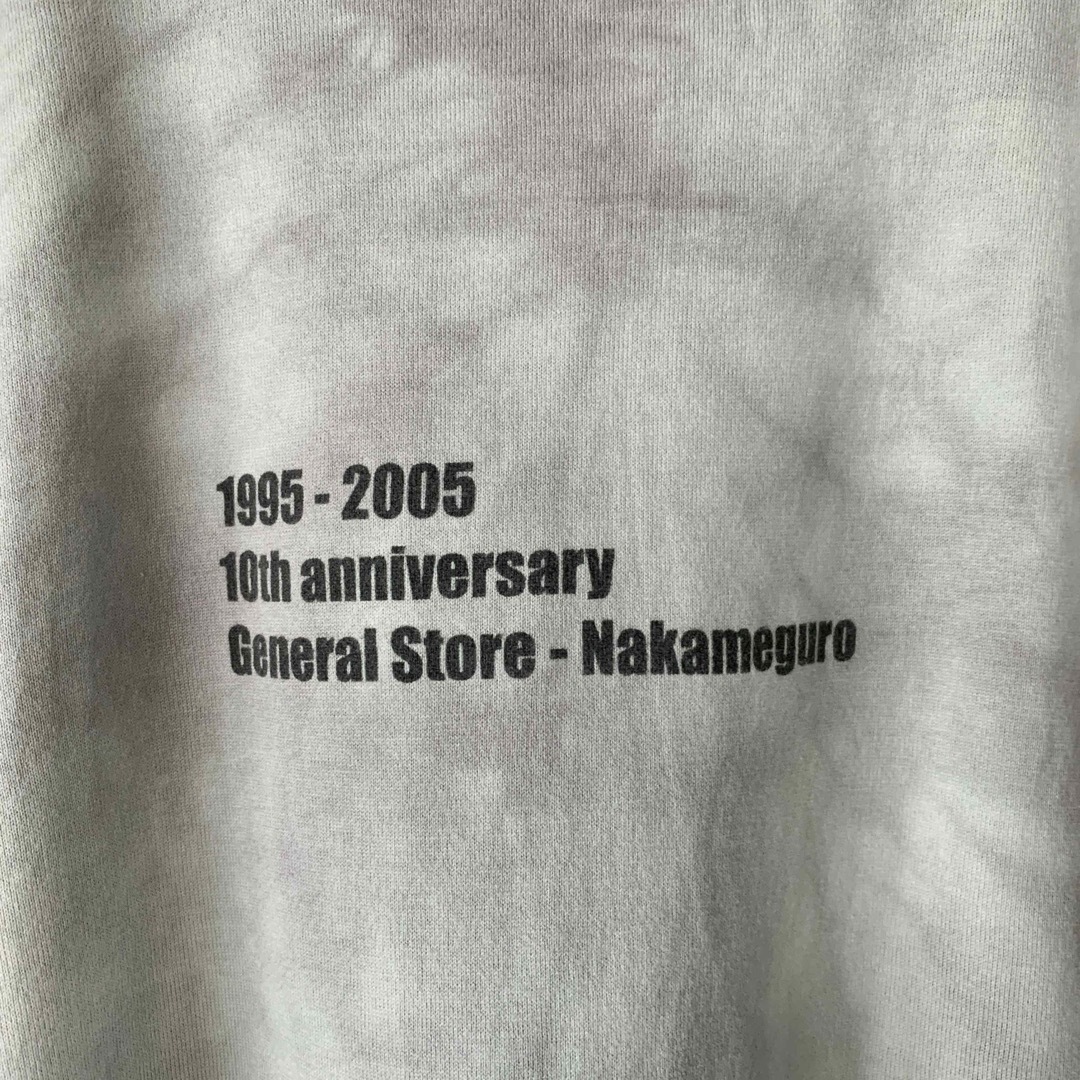 1995 - 2005
10th anniversary
General Store - Nakameguro